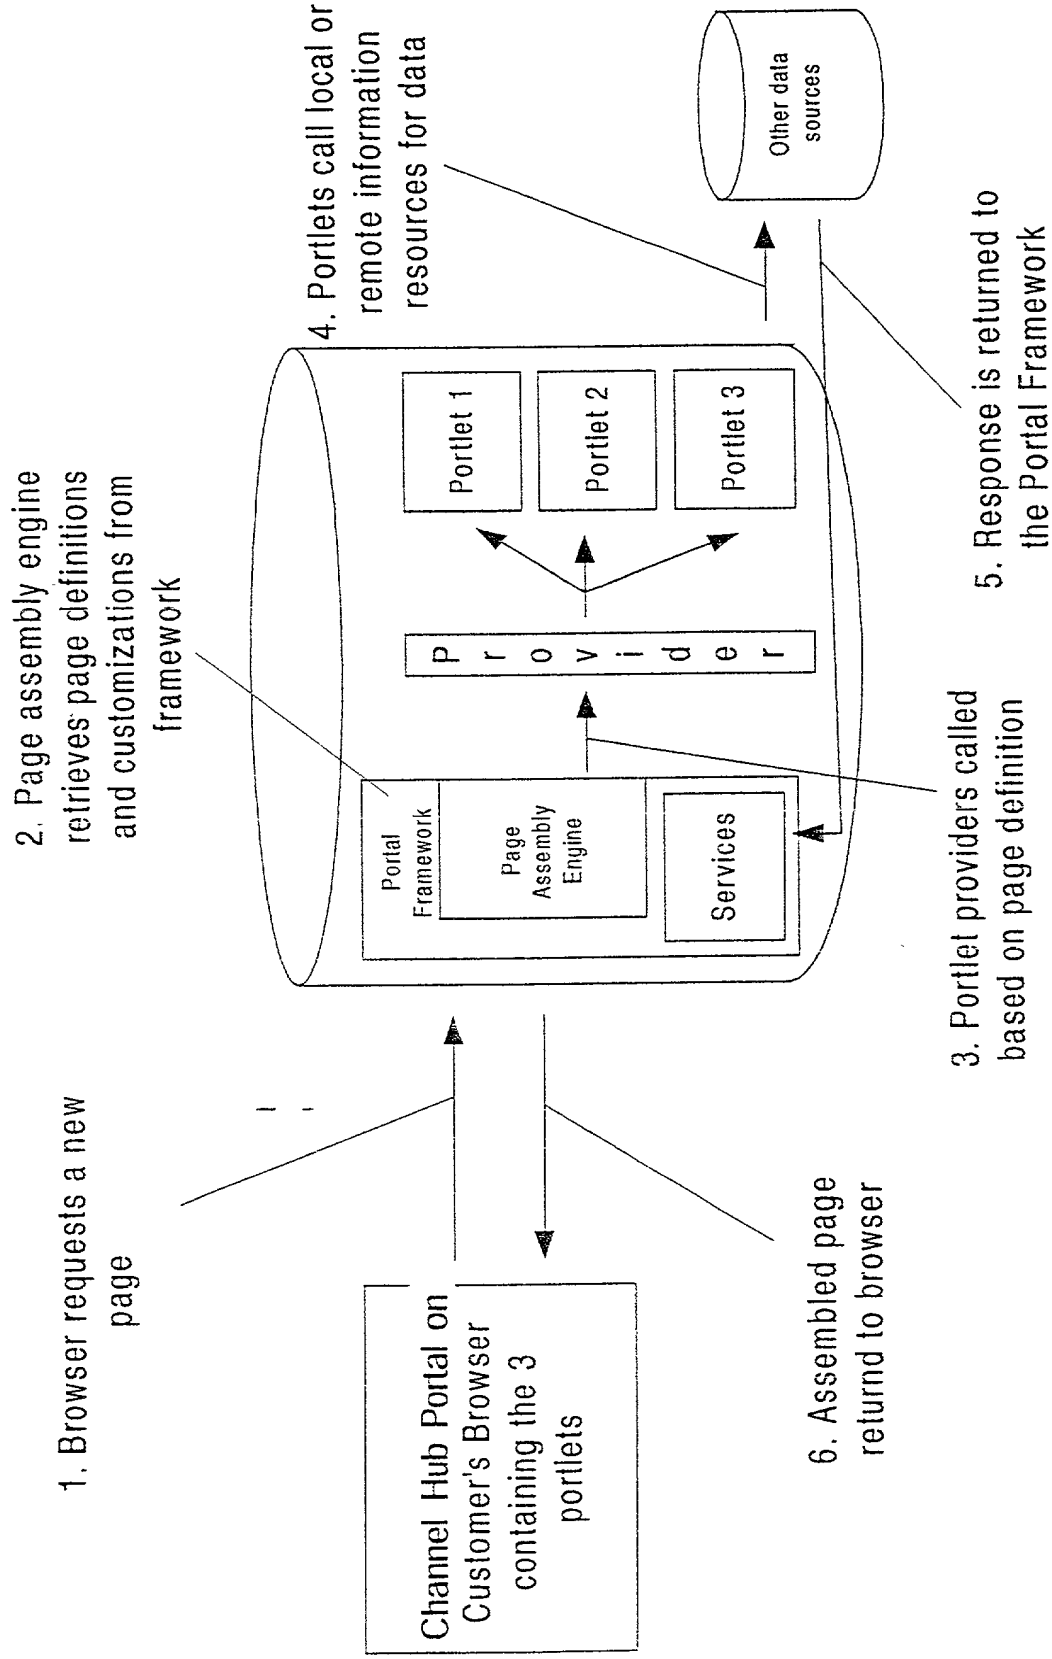 1. Browser requests a new
page
2. Page assembly engine
retrieves page definitions
and customizations from
framework
4. Portlets call local or
remote information
resources for data
Channel Hub Portal on
Customer's Browser
containing the 3
portlets
Portal
Framework
Page
Assembly
Engine
Services
Provider
Portlet 1
Portlet 2
Portlet 3
Other data
sources
6. Assembled page
returnd to browser
3. Portlet providers called
based on page definition
5. Response is returned to
the Portal Framework